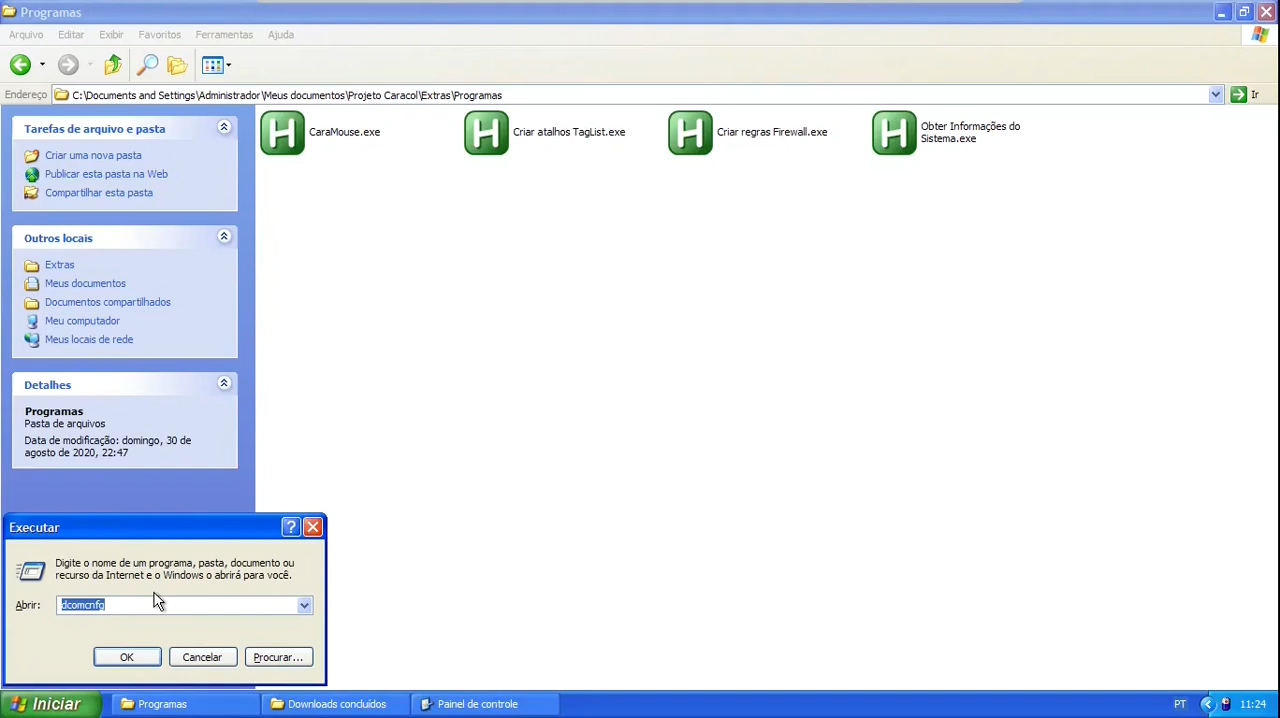 Programas
Arquivo Editar Exibir Favoritos Ferramentas Ajuda
Endereço C:\Documents and Settings\Administrador\Meus documentos\Projeto Caracol\Extras\Programas Ir
Tarefas de arquivo e pasta
Criar uma nova pasta
Publicar esta pasta na Web
Compartilhar esta pasta
Outros locais
Extras
Meus documentos
Documentos compartilhados
Meu computador
Meus locais de rede
Detalhes
Programas
Pasta de arquivos
Data de modificação: domingo, 30 de
agosto de 2020, 22:47
H CaraMouse.exe
H Criar atalhos TagList.exe
H Criar regras Firewall.exe
H Obter Informações do
Sistema.exe
Executar
Digite o nome de um programa, pasta, documento ou
recurso da Internet e o Windows o abrirá para você.
Abrir: dcomcnfg
OK Cancelar Procurar...
Iniciar Programas Downloads concluídos Painel de controle PT 11:24